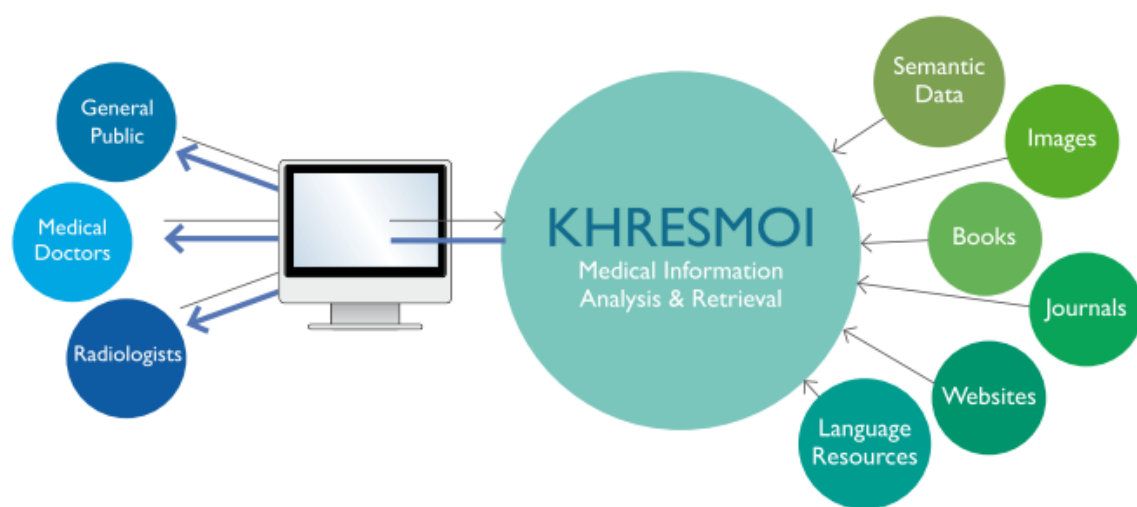 General
Public
Medical
Doctors
Radiologists
KHRESMOI
Medical Information
Analysis & Retrieval
Semantic
Data
Images
Books
Journals
Websites
Language
Resources